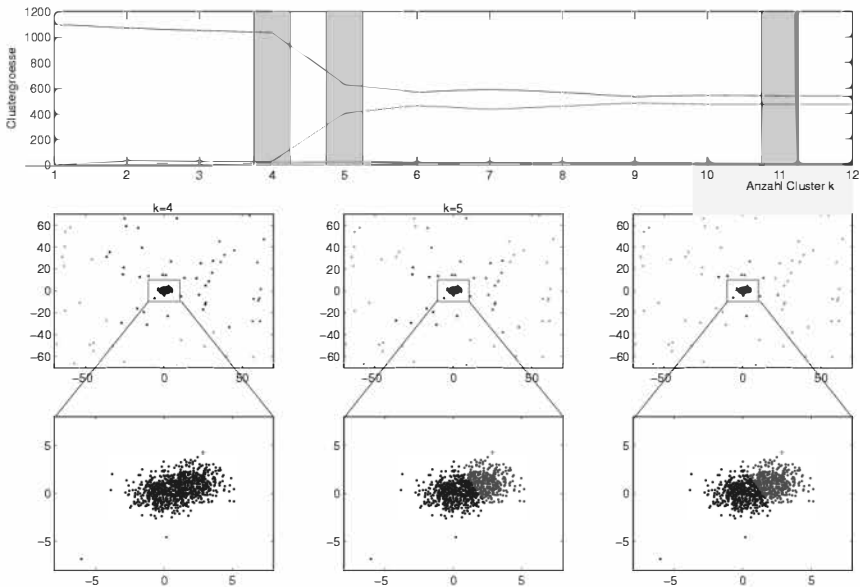 1200
1000
800
600
400
200
0
Clustergroesse
1 2 3 4 5 6 7 8 9 10 11 12
Anzahl Cluster k
k=4 k=5
60 60 60
40 40 40
20 20 20
0 0 0
−20 −20 −20
−40 −40 −40
−60 −60 −60
−50 0 50 −50 0 50 −50 0 50
5 5 5
0 0 0
−5 −5 −5
−5 0 5 −5 0 5 −5 0 5